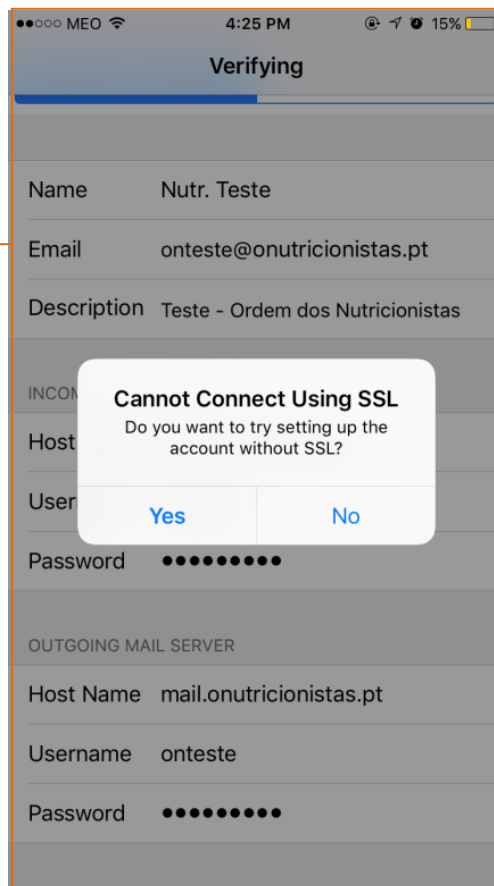 MEO 4:25 PM 15%
Verifying
Name Nutr. Teste
Email onteste@onutricionistas.pt
Description Teste - Ordem dos Nutricionistas
INCOM
Cannot Connect Using SSL
Do you want to try setting up the
account without SSL?
Host
User
Yes No
Password ●●●●●●●●●
OUTGOING MAIL SERVER
Host Name mail.onutricionistas.pt
Username onteste
Password ●●●●●●●●●